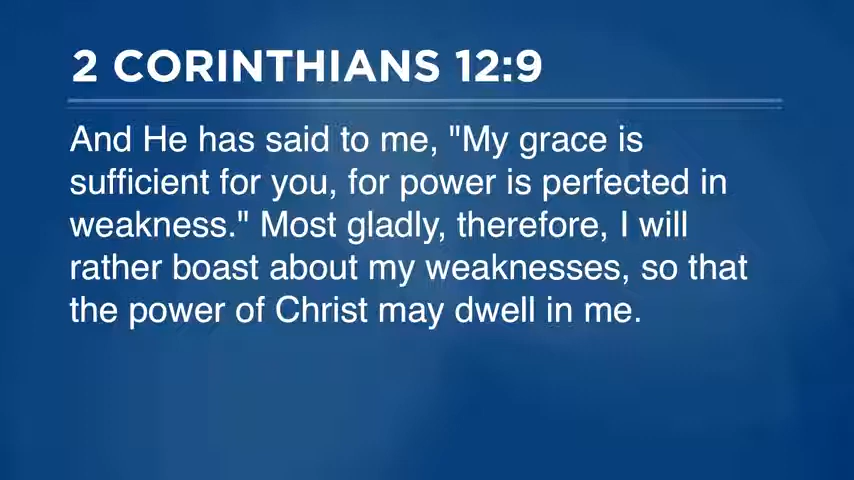 2 CORINTHIANS 12:9
And He has said to me, "My grace is
sufficient for you, for power is perfected in
weakness." Most gladly, therefore, I will
rather boast about my weaknesses, so that
the power of Christ may dwell in me.